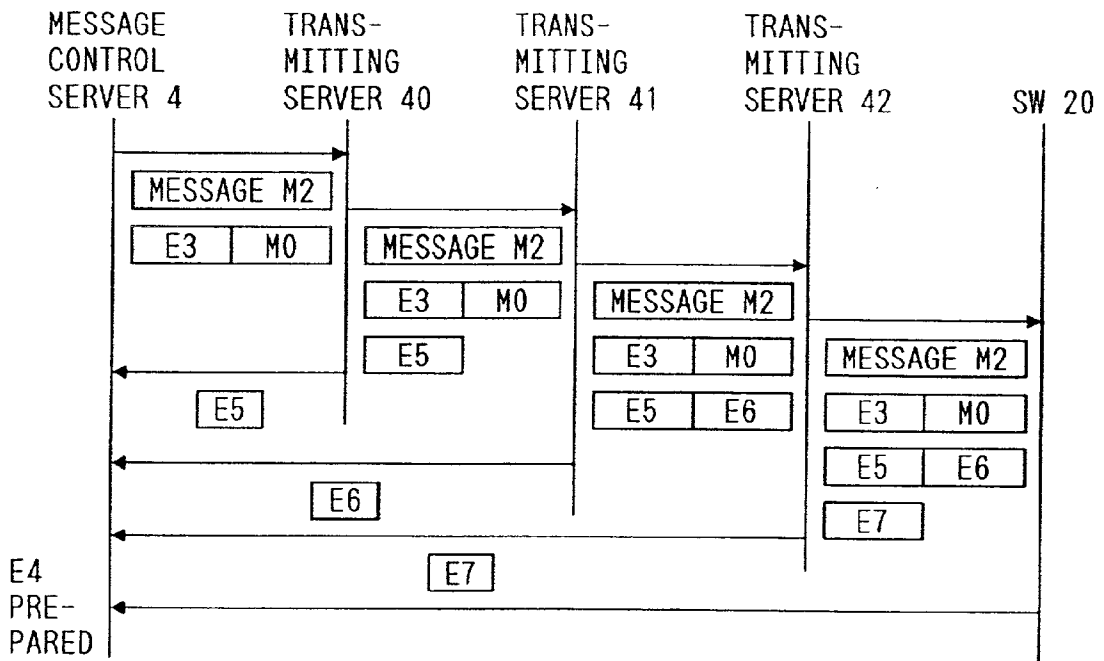 MESSAGE CONTROL SERVER 4
TRANS- MITTING SERVER 40
TRANS- MITTING SERVER 41
TRANS- MITTING SERVER 42
SW 20
MESSAGE M2
E3 M0
MESSAGE M2
E3 M0
E5
MESSAGE M2
E3 M0
E5 E6
MESSAGE M2
E3 M0
E5 E6
E7
E5
E6
E7
E4
PRE-
PARED